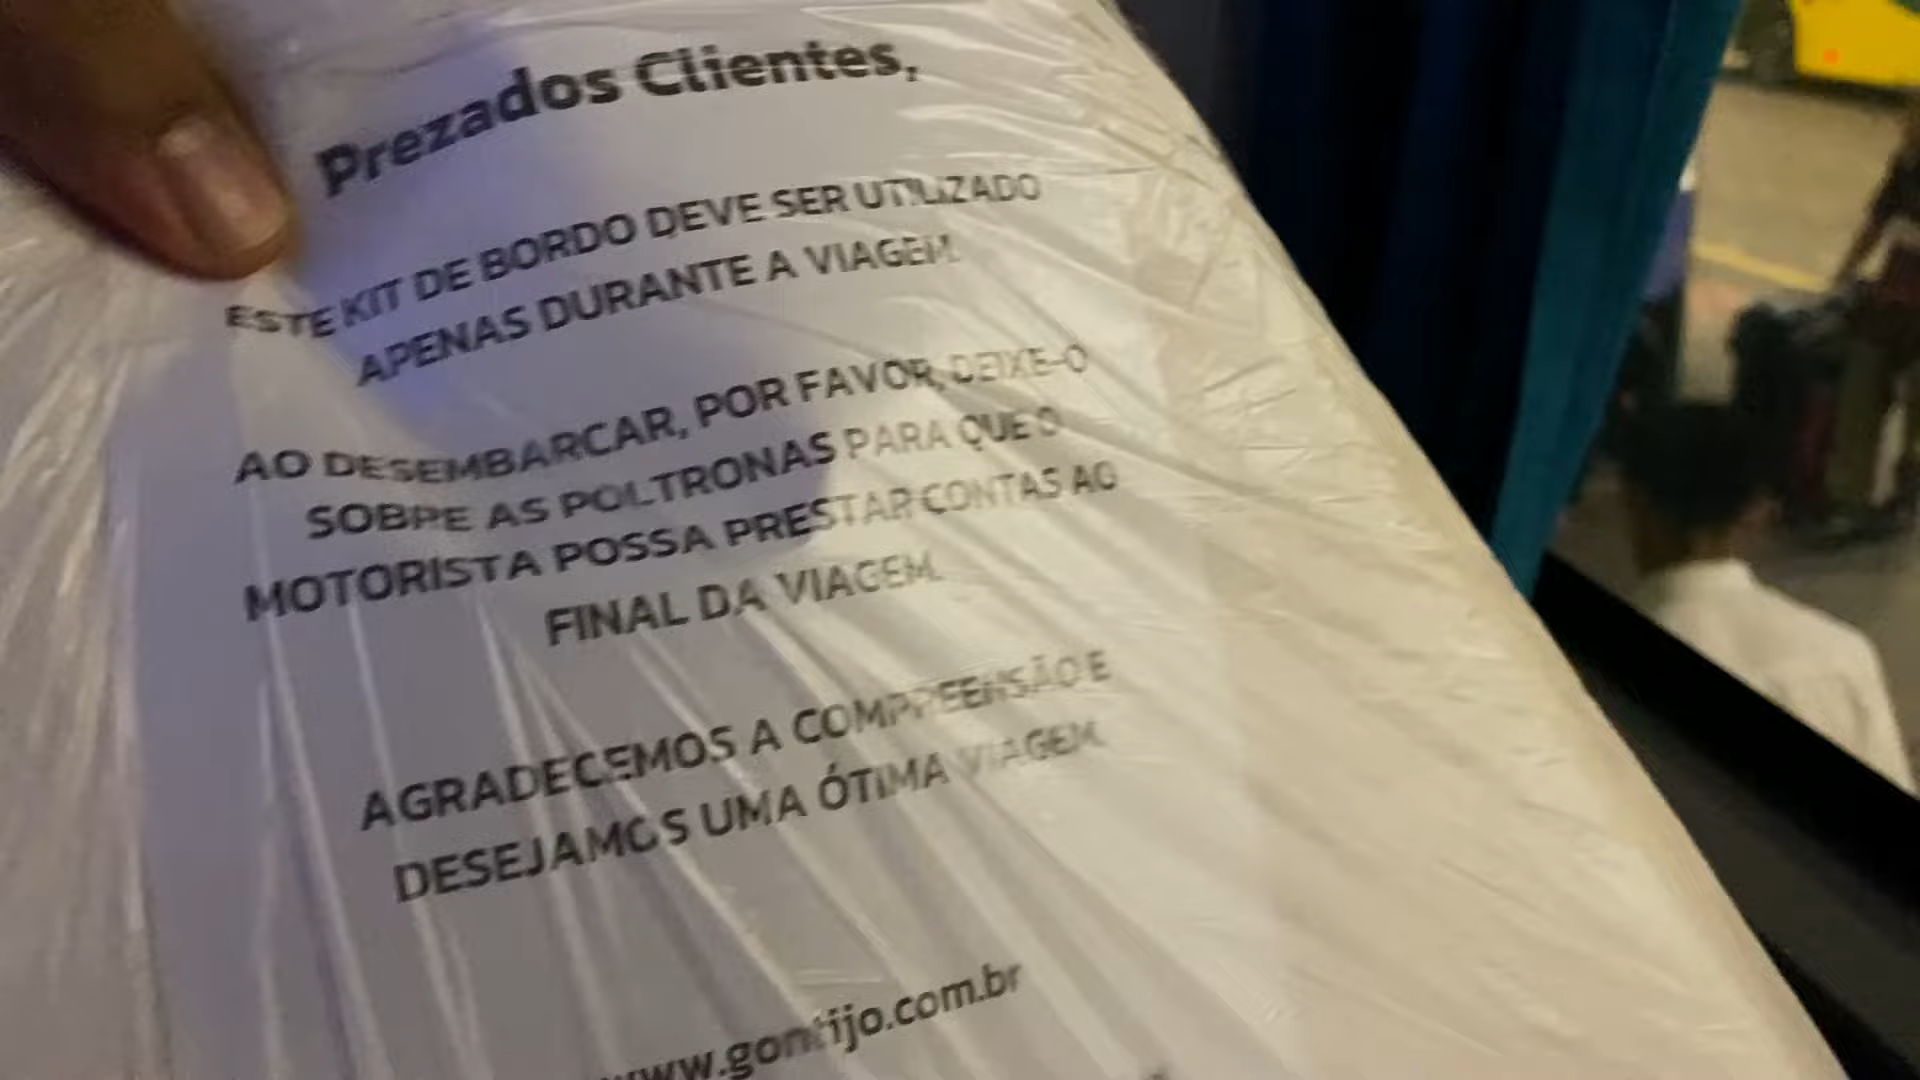 Prezados Clientes,
ESTE KIT DE BORDO DEVE SER UTILIZADO
APENAS DURANTE A VIAGEM.
AO DESEMBARCAR, POR FAVOR, DEIXE-O
SOBRE AS POLTRONAS PARA QUE O
MOTORISTA POSSA PRESTAR CONTAS AO
FINAL DA VIAGEM.
AGRADECEMOS A COMPREENSÃO E
DESEJAMOS UMA ÓTIMA VIAGEM.
www.gontijo.com.br